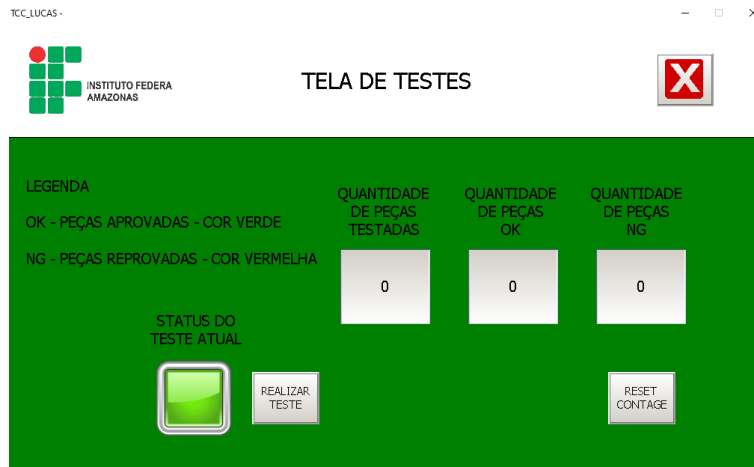 TCC_LUCAS -
INSTITUTO FEDERA
AMAZONAS
TELA DE TESTES
X
LEGENDA
OK - PEÇAS APROVADAS - COR VERDE
NG - PEÇAS REPROVADAS - COR VERMELHA
QUANTIDADE
DE PEÇAS
TESTADAS
0
QUANTIDADE
DE PEÇAS
OK
0
QUANTIDADE
DE PEÇAS
NG
0
STATUS DO
TESTE ATUAL
REALIZAR
TESTE
RESET
CONTAGE